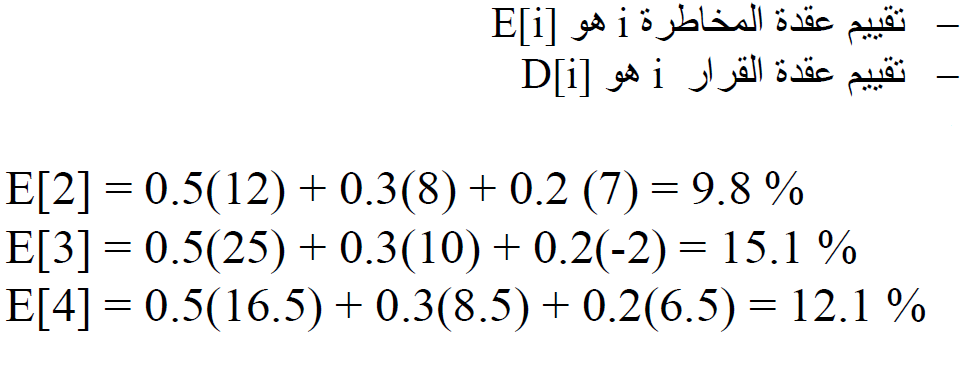 – تقييم عقدة المخاطرة i هو E[i]
– تقييم عقدة القرار i هو D[i]
E[2] = 0.5(12) + 0.3(8) + 0.2 (7) = 9.8 %
E[3] = 0.5(25) + 0.3(10) + 0.2(-2) = 15.1 %
E[4] = 0.5(16.5) + 0.3(8.5) + 0.2(6.5) = 12.1 %